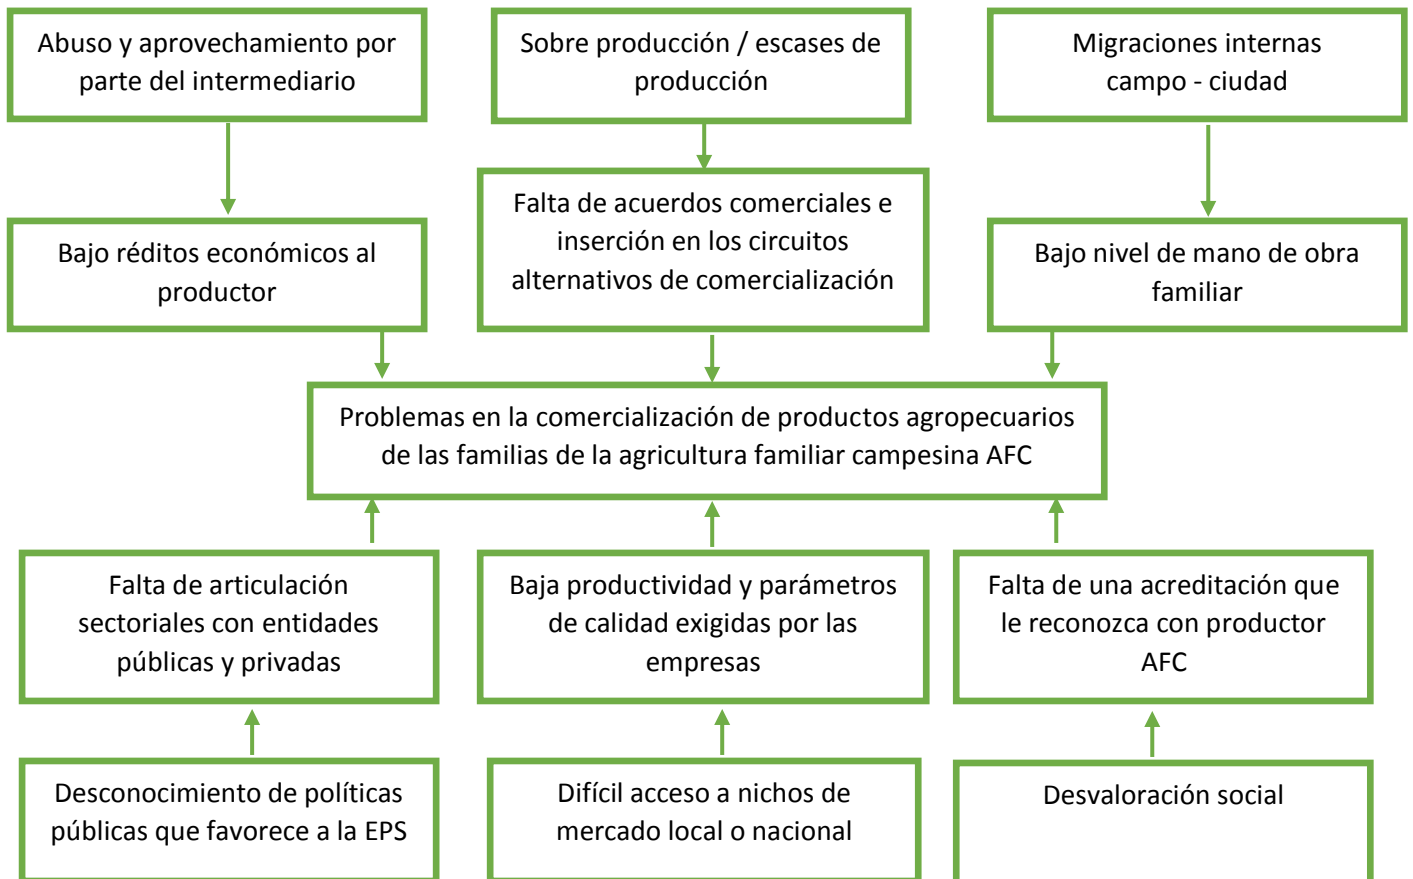 Abuso y aprovechamiento por
parte del intermediario
Sobre producción / escases de
producción
Migraciones internas
campo - ciudad
Bajo réditos económicos al
productor
Falta de acuerdos comerciales e
inserción en los circuitos
alternativos de comercialización
Bajo nivel de mano de obra
familiar
Problemas en la comercialización de productos agropecuarios
de las familias de la agricultura familiar campesina AFC
Falta de articulación
sectoriales con entidades
públicas y privadas
Baja productividad y parámetros
de calidad exigidas por las
empresas
Falta de una acreditación que
le reconozca con productor
AFC
Desconocimiento de políticas
públicas que favorece a la EPS
Difícil acceso a nichos de
mercado local o nacional
Desvaloración social